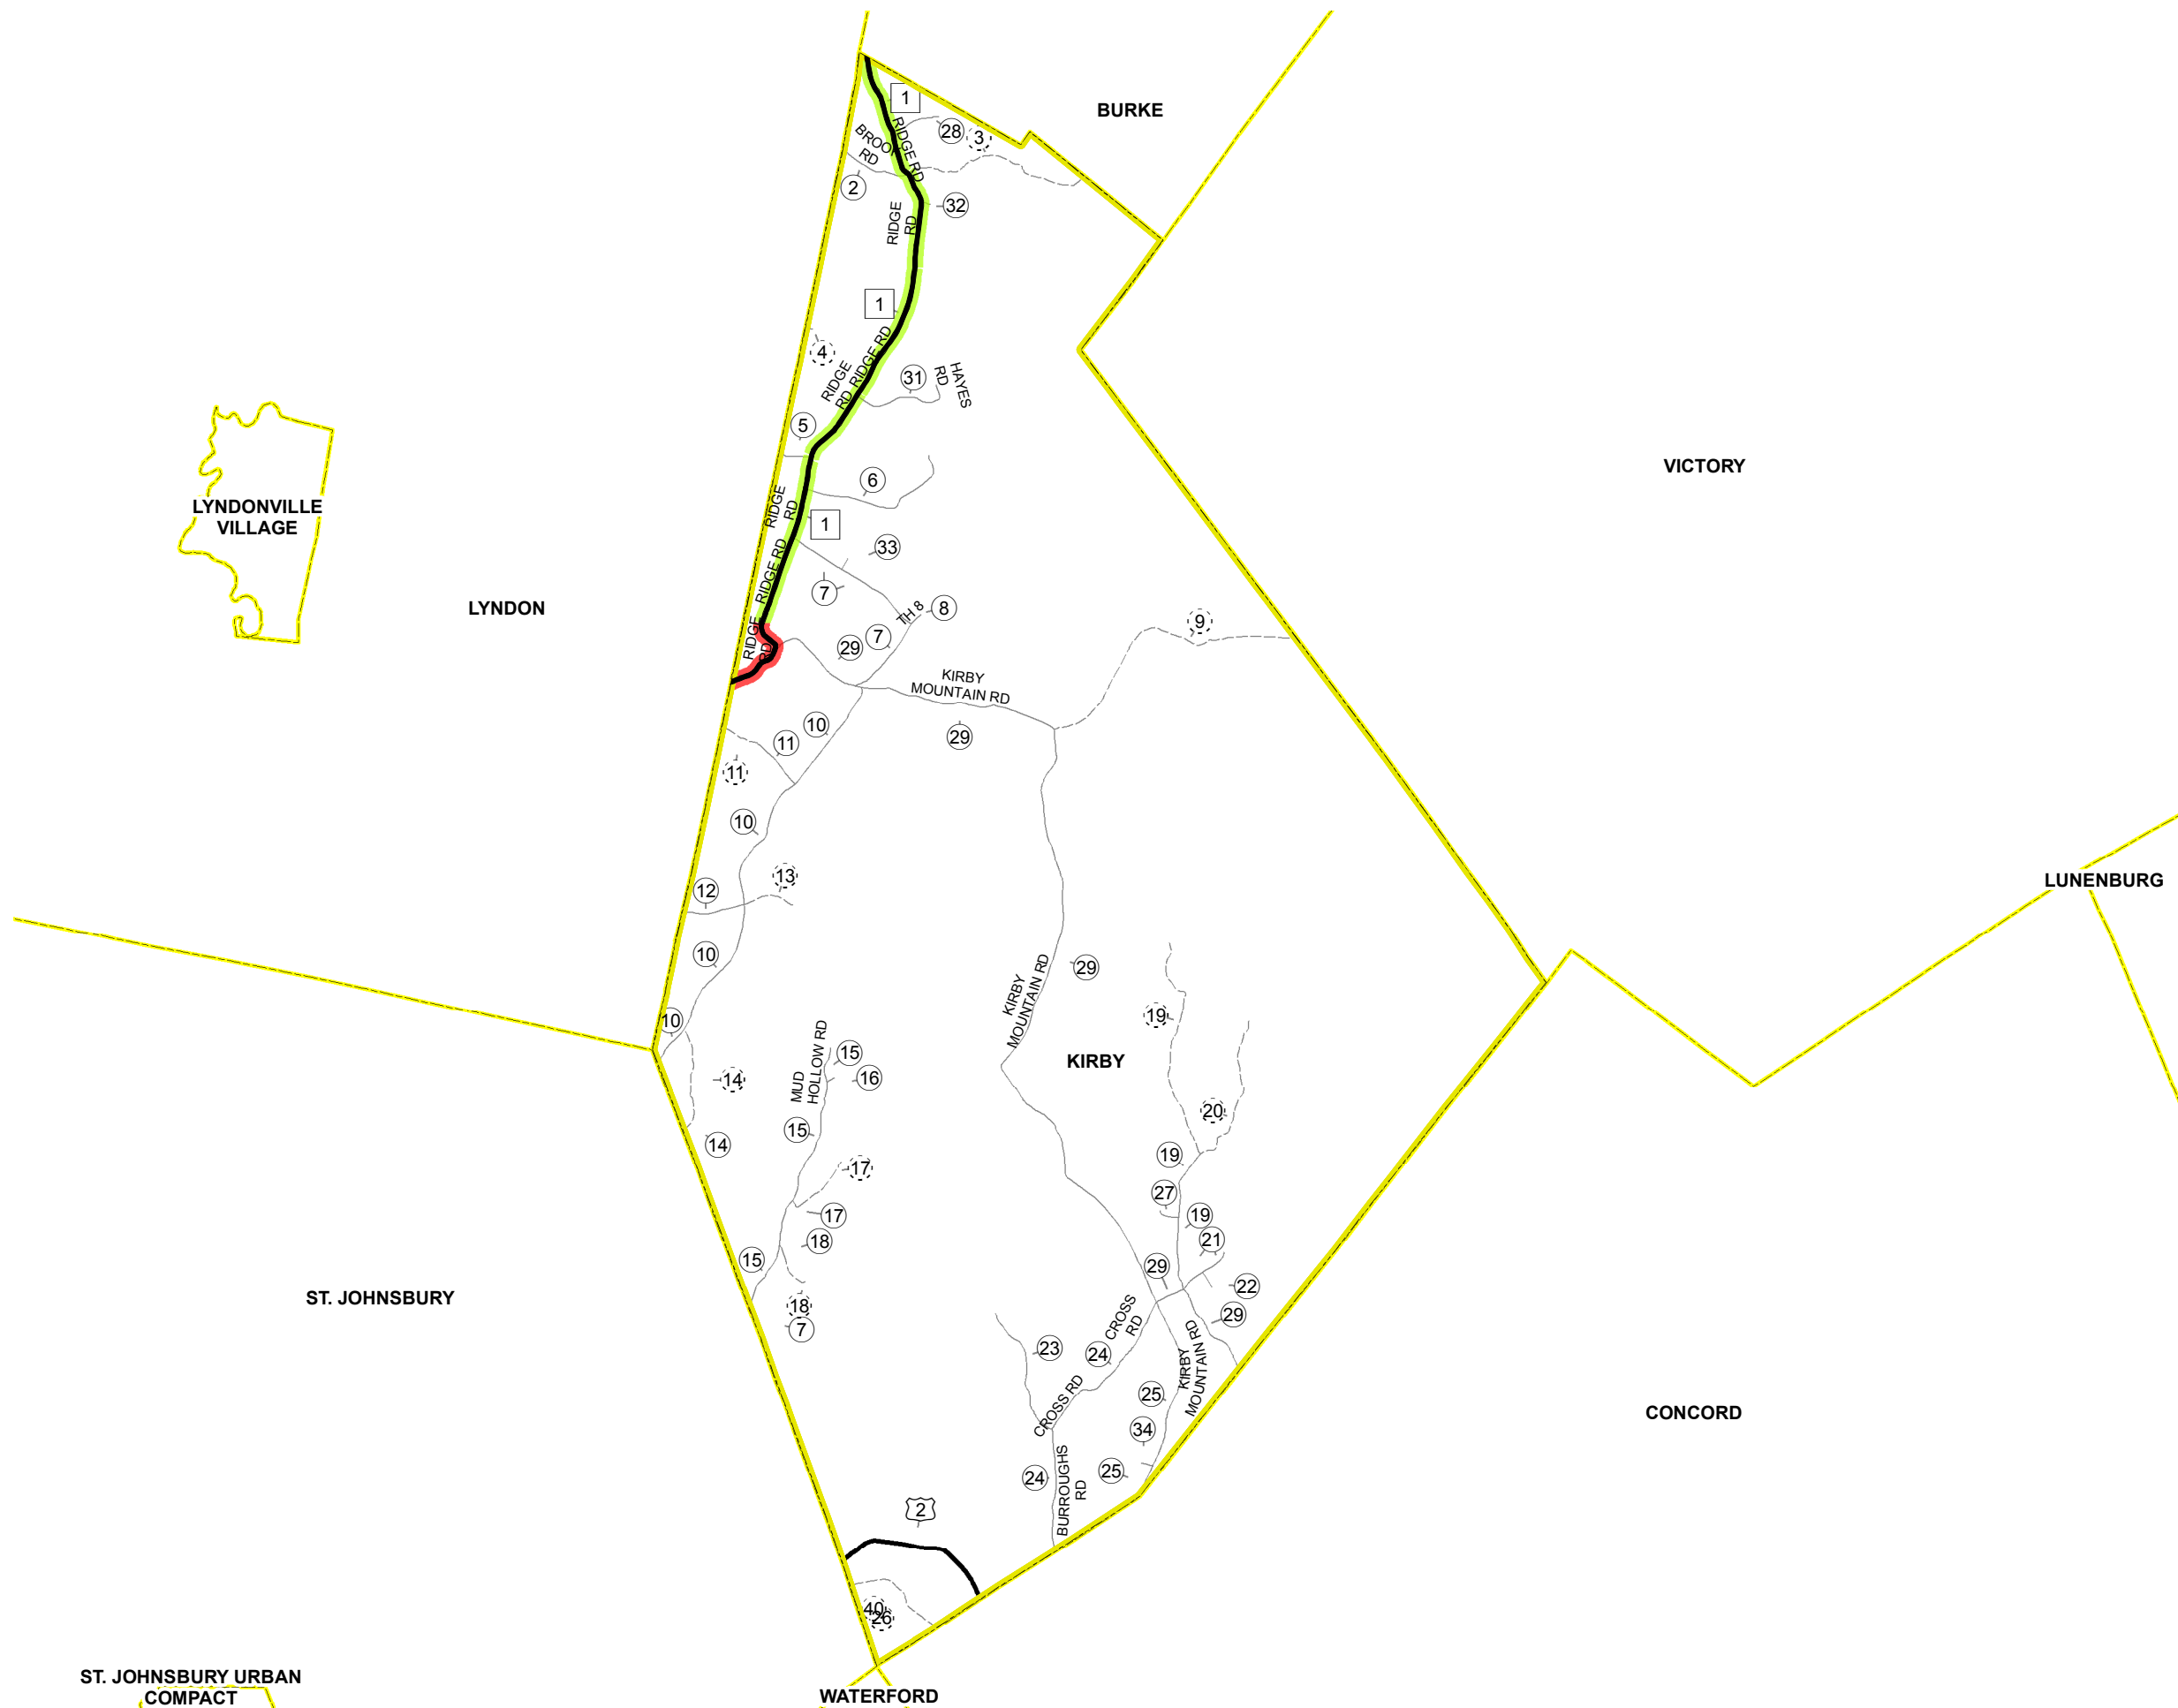 BURKE
1
28
3
BROOK
RD
RIDGE RD
2
32
RIDGE
RD
1
4
RIDGE RD
RIDGE
RD
31
HAYES
RD
5
VICTORY
6
LYNDONVILLE
VILLAGE
RIDGE
RD
1
33
RIDGE RD
7
LYNDON
TH 8
8
9
RIDGE
RD
29
7
KIRBY
MOUNTAIN RD
10
29
11
11
10
13
12
LUNENBURG
10
29
KIRBY
MOUNTAIN RD
19
10
MUD
HOLLOW RD
15
KIRBY
16
14
20
15
14
19
17
27
17
19
18
21
15
29
22
ST. JOHNSBURY
18
29
7
CROSS
RD
23
24
KIRBY
MOUNTAIN RD
25
CROSS RD
CONCORD
34
25
24
BURROUGHS
RD
2
40
26
ST. JOHNSBURY URBAN
COMPACT
WATERFORD